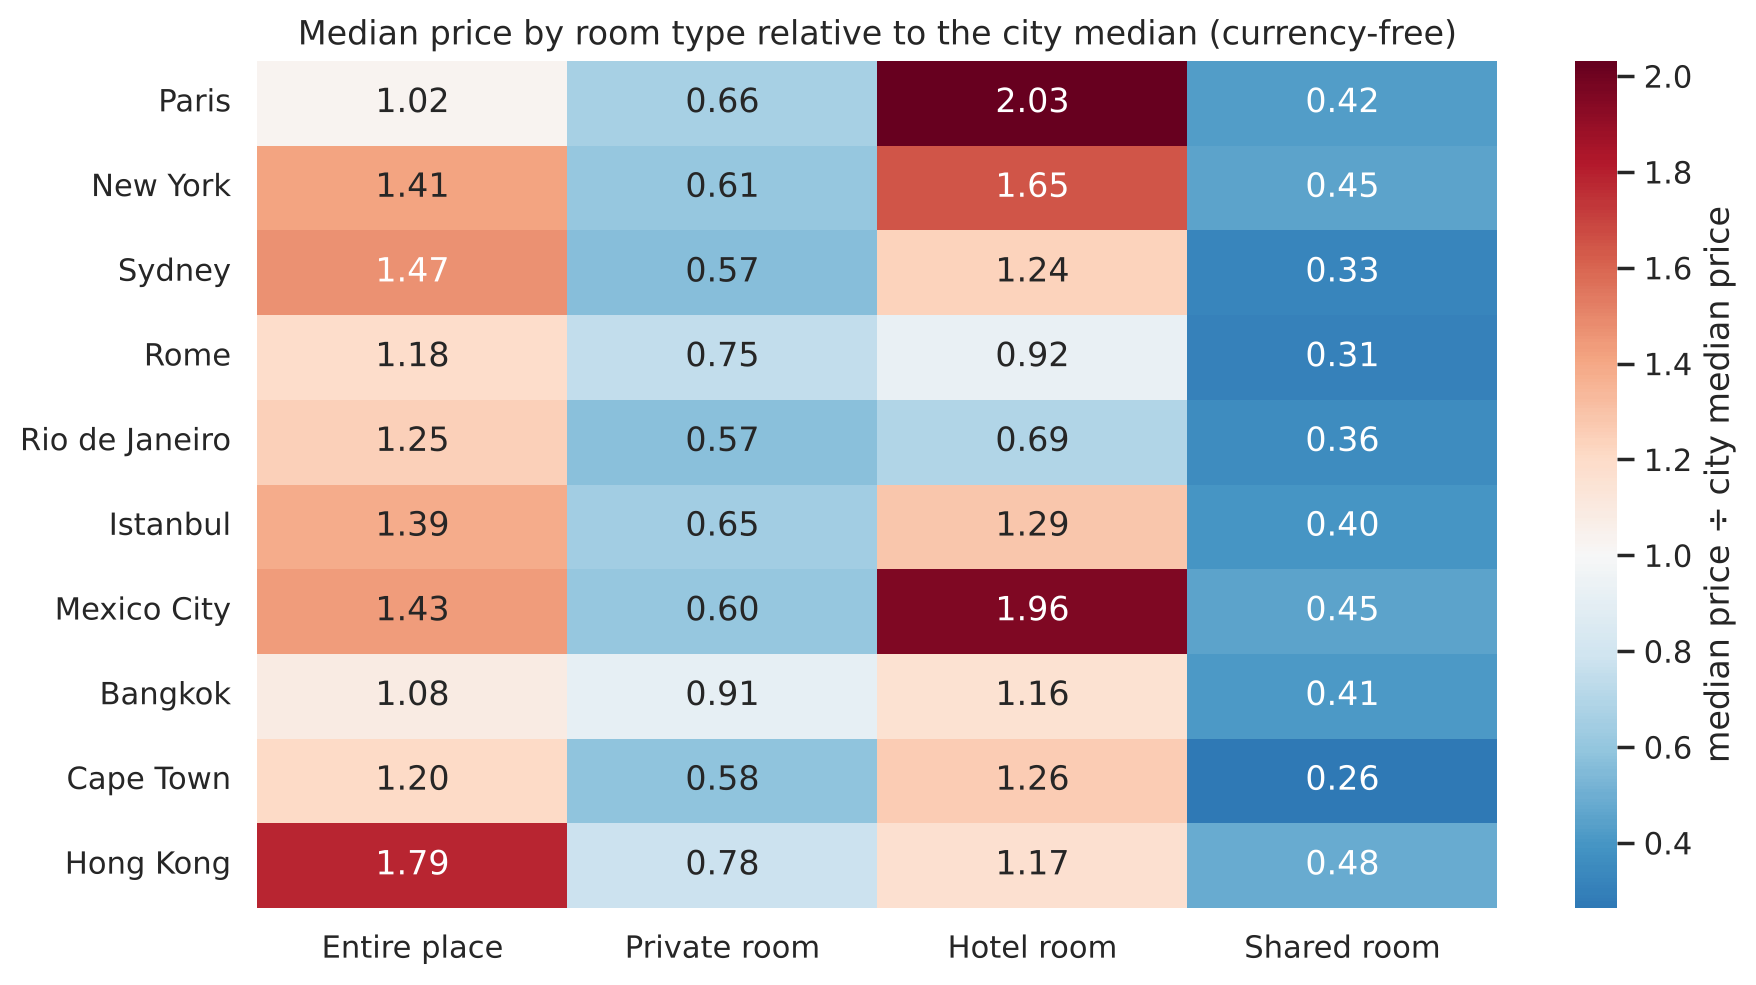 Median price by room type relative to the city median (currency-free)
Paris 1.02 0.66 2.03 0.42
New York 1.41 0.61 1.65 0.45
Sydney 1.47 0.57 1.24 0.33
Rome 1.18 0.75 0.92 0.31
Rio de Janeiro 1.25 0.57 0.69 0.36
Istanbul 1.39 0.65 1.29 0.40
Mexico City 1.43 0.60 1.96 0.45
Bangkok 1.08 0.91 1.16 0.41
Cape Town 1.20 0.58 1.26 0.26
Hong Kong 1.79 0.78 1.17 0.48
Entire place Private room Hotel room Shared room
2.0
1.8
1.6
1.4
1.2
1.0
0.8
0.6
0.4
median price ÷ city median price